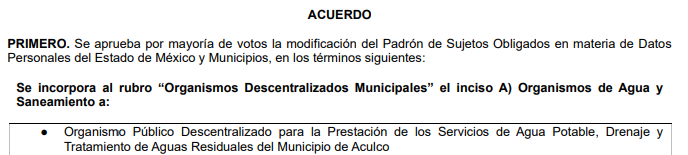 ACUERDO
PRIMERO. Se aprueba por mayoría de votos la modificación del Padrón de Sujetos Obligados en materia de Datos
Personales del Estado de México y Municipios, en los términos siguientes:
Se incorpora al rubro “Organismos Descentralizados Municipales” el inciso A) Organismos de Agua y
Saneamiento a:
● Organismo Público Descentralizado para la Prestación de los Servicios de Agua Potable, Drenaje y
Tratamiento de Aguas Residuales del Municipio de Aculco